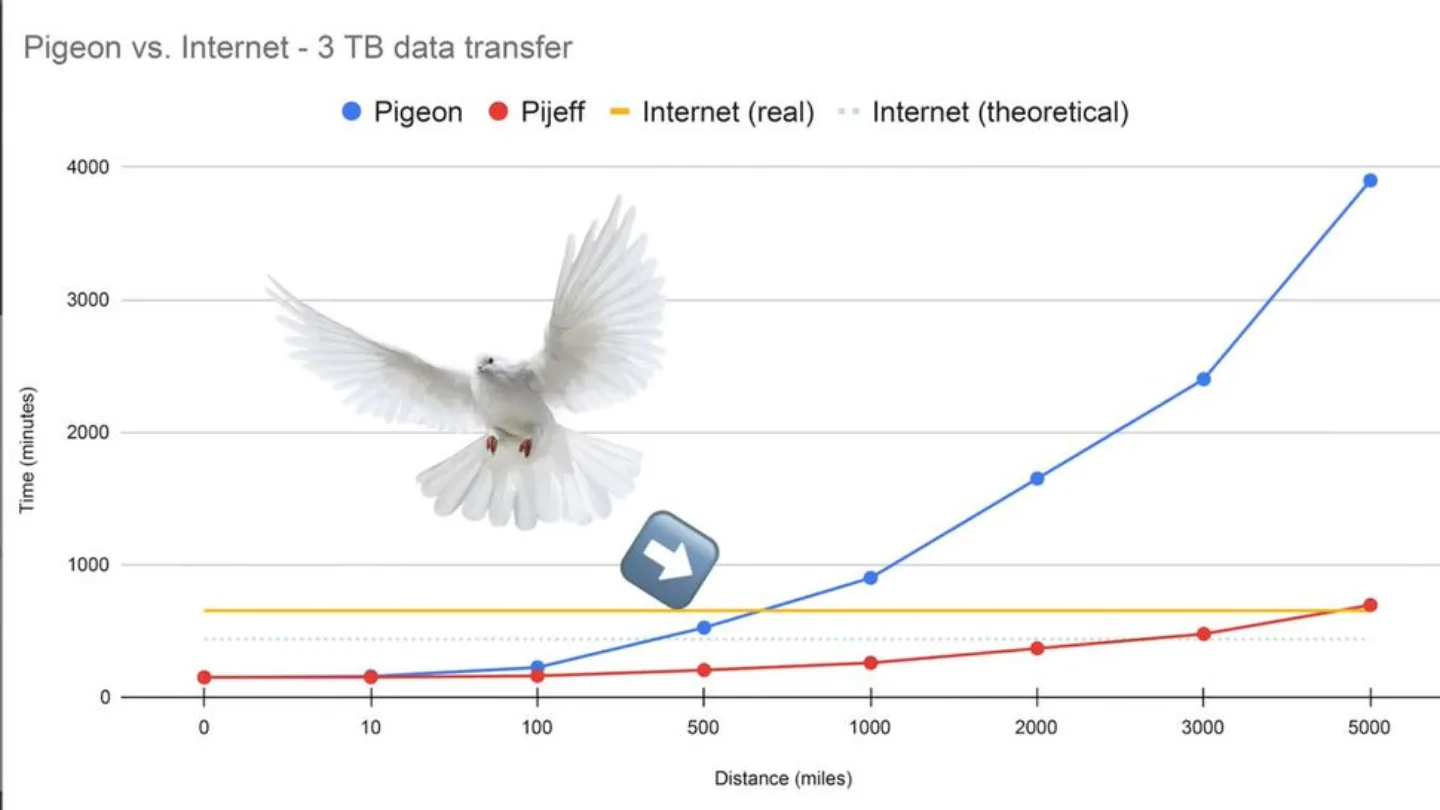 Pigeon vs. Internet - 3 TB data transfer
Pigeon Pijeff Internet (real) Internet (theoretical)
4000
3000
2000
1000
0
Time (minutes)
0 10 100 500 1000 2000 3000 5000
Distance (miles)